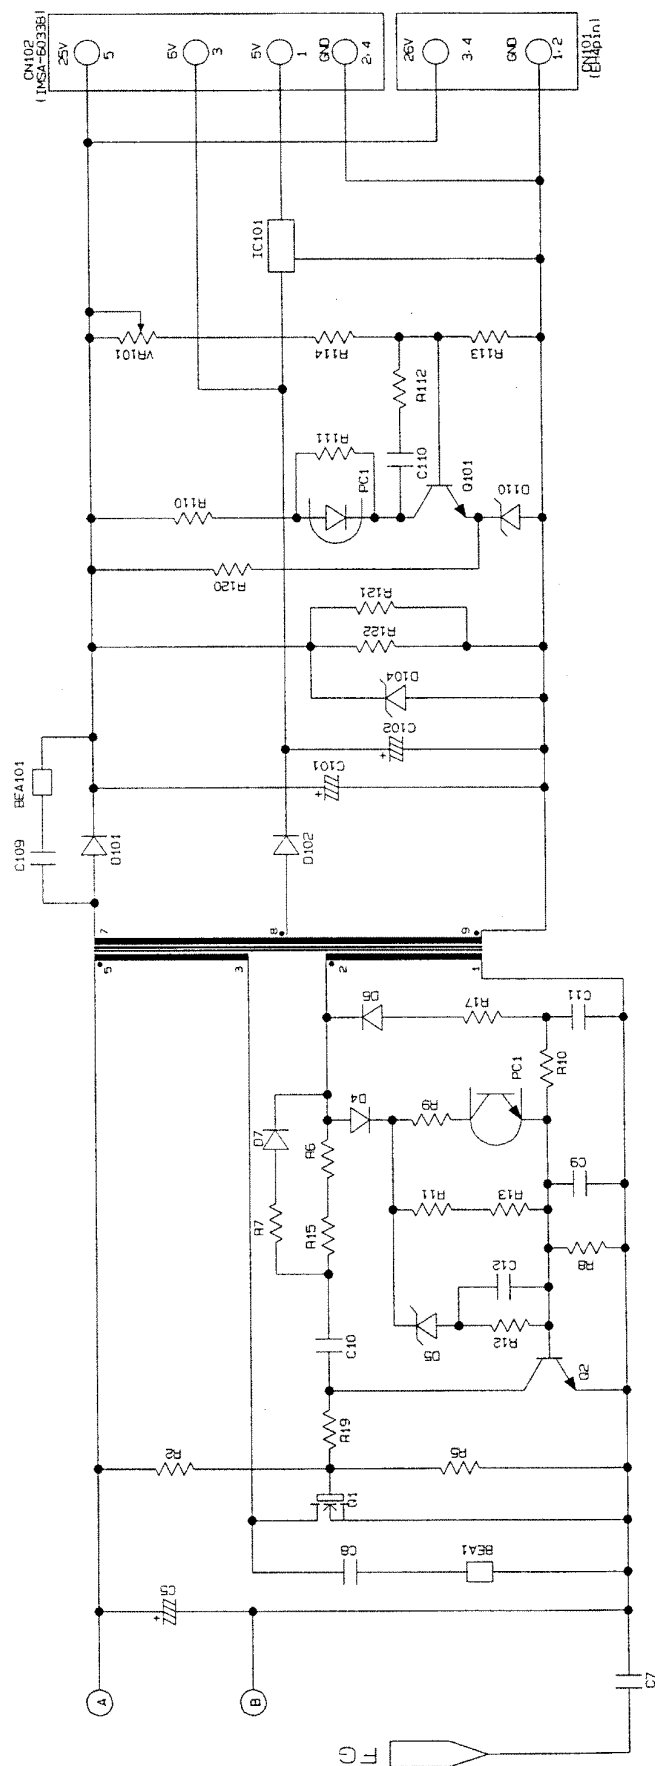 CN102
(IMSA-6033B)
25V
5
6V
3
5V
1
GND
2,4
26V
3,4
GND
1,2
CN101
(EH4pin)
IC101
VR101
R114
R113
R112
R111
PC1
C110
Q101
D110
R110
R120
R121
R122
D104
C102
+
C101
+
BEA101
C109
D101
D102
7
8
9
5
3
2
1
D6
R17
C11
D7
R7
R6
R15
D4
R9
PC1
R10
R11
R13
C9
C10
D5
C12
R12
R8
Q2
R19
R2
R5
Q1
C8
BEA1
C5
+
A
B
C7
FG